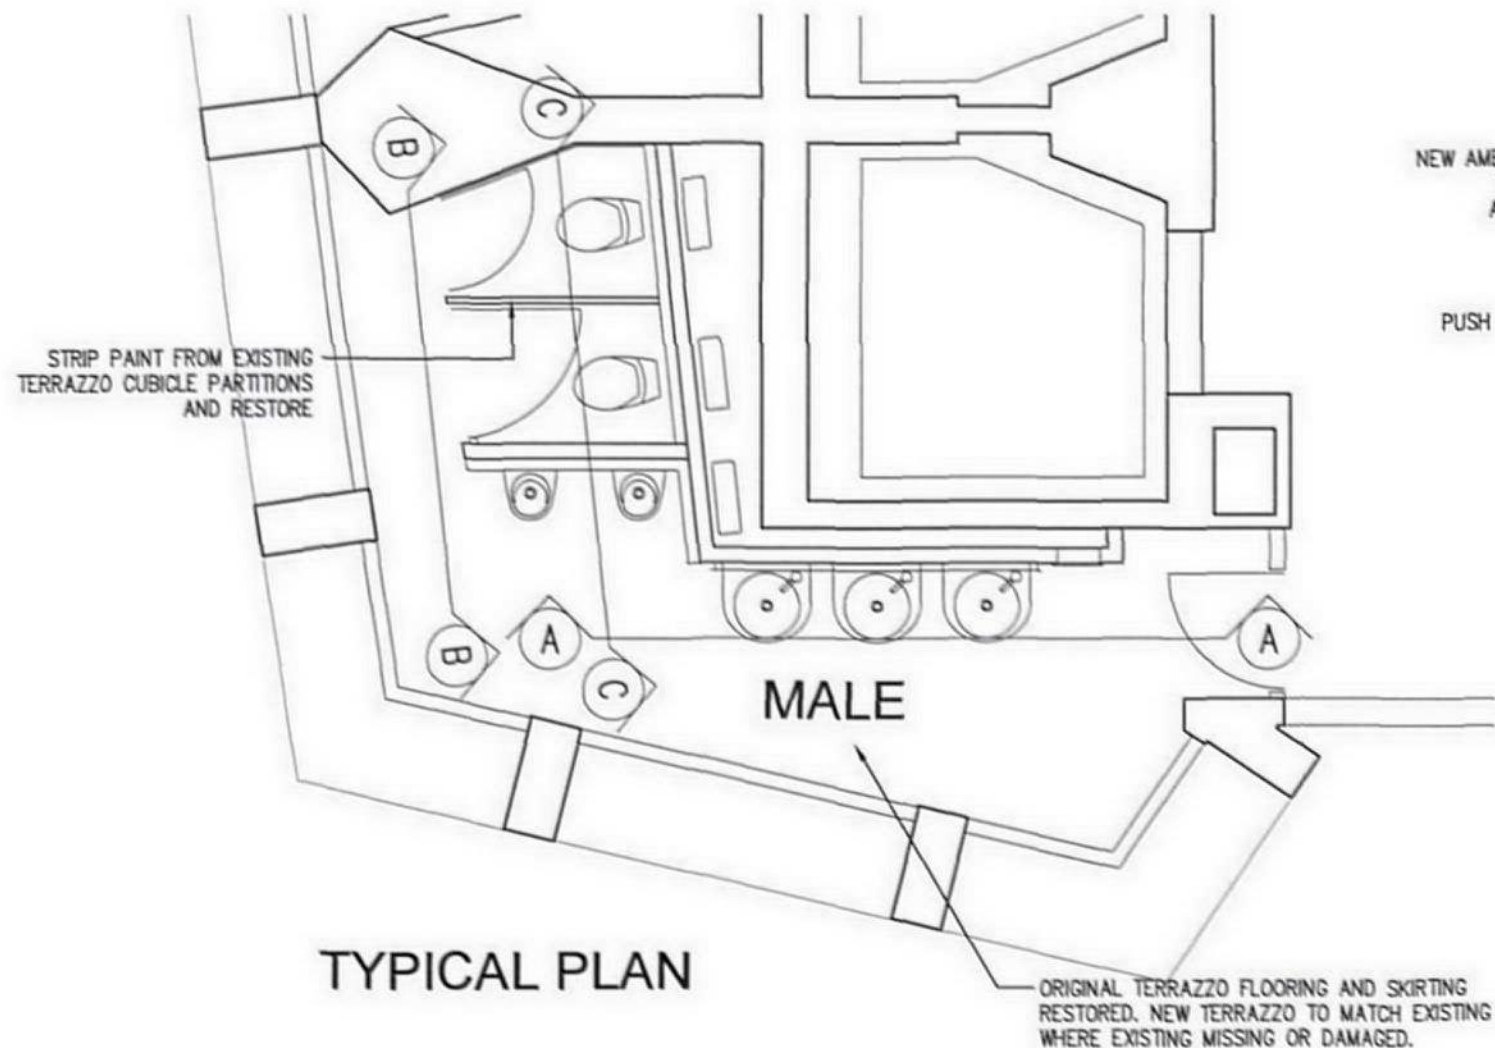 C
B
NEW AMB
A
PUSH
STRIP PAINT FROM EXISTING
TERRAZZO CUBICLE PARTITIONS
AND RESTORE
B
A
C
A
MALE
TYPICAL PLAN
ORIGINAL TERRAZZO FLOORING AND SKIRTING
RESTORED. NEW TERRAZZO TO MATCH EXISTING
WHERE EXISTING MISSING OR DAMAGED.